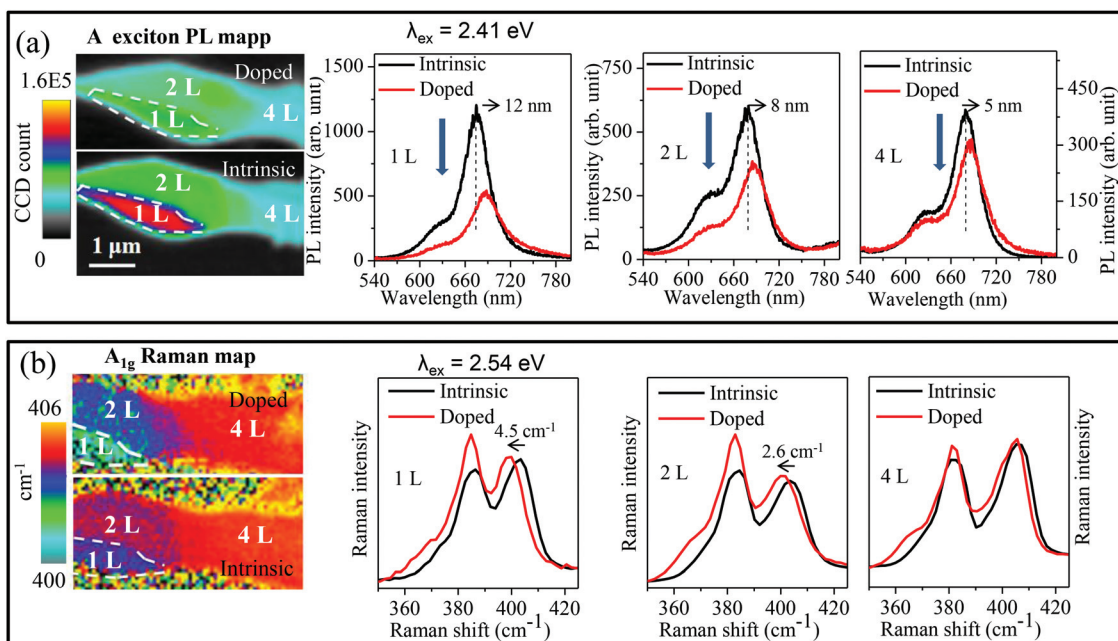 (a)
A exciton PL mapp
1.6E5
CCD count
0
Doped
2 L
1 L
4 L
Intrinsic
2 L
1 L
4 L
1 μm
λex = 2.41 eV
PL intensity (arb. unit)
1500
1250
1000
750
500
250
0
Intrinsic
Doped
12 nm
1 L
540 600 660 720 780
Wavelength (nm)
PL intensity (arb. unit)
750
500
250
0
Intrinsic
Doped
8 nm
2 L
540 600 660 720 780
Wavelength (nm)
Intrinsic
Doped
5 nm
4 L
500
400
300
200
100
0
PL intensity (arb. unit)
540 600 660 720 780
Wavelength (nm)
(b)
A1g Raman map
406
cm-1
400
Doped
2 L
1 L
4 L
2 L
1 L
4 L
Intrinsic
λex = 2.54 eV
Raman intensity
Intrinsic
Doped
4.5 cm-1
1 L
360 380 400 420
Raman shift (cm-1)
Raman intensity
Intrinsic
Doped
2.6 cm-1
2 L
360 380 400 420
Raman shift (cm-1)
Intrinsic
Doped
4 L
Raman intensity
360 380 400 420
Raman shift (cm-1)